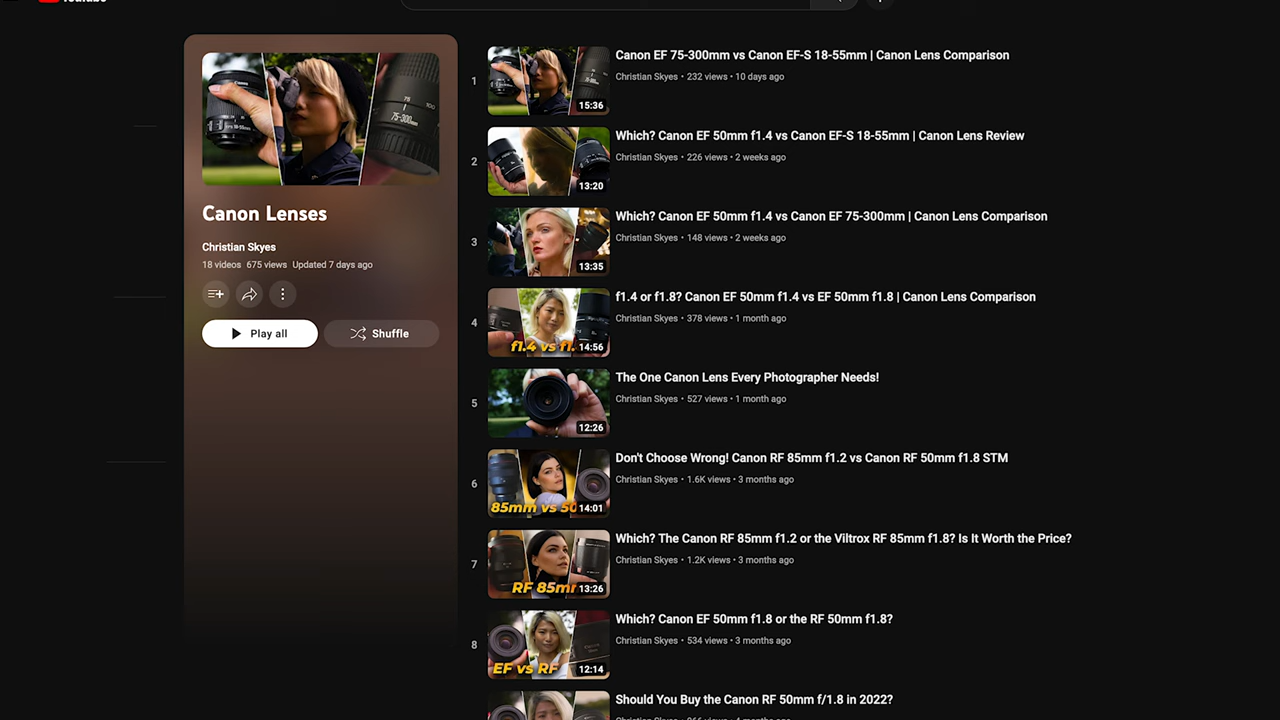 YouTube
Canon Lenses
Christian Skyes
18 videos 675 views Updated 7 days ago
Play all
Shuffle
1
15:36
Canon EF 75-300mm vs Canon EF-S 18-55mm | Canon Lens Comparison
Christian Skyes • 232 views • 10 days ago
2
13:20
Which? Canon EF 50mm f1.4 vs Canon EF-S 18-55mm | Canon Lens Review
Christian Skyes • 226 views • 2 weeks ago
3
13:35
Which? Canon EF 50mm f1.4 vs Canon EF 75-300mm | Canon Lens Comparison
Christian Skyes • 148 views • 2 weeks ago
4
f1.4 vs f1.
14:56
f1.4 or f1.8? Canon EF 50mm f1.4 vs EF 50mm f1.8 | Canon Lens Comparison
Christian Skyes • 378 views • 1 month ago
5
12:26
The One Canon Lens Every Photographer Needs!
Christian Skyes • 527 views • 1 month ago
6
85mm vs 50
14:01
Don't Choose Wrong! Canon RF 85mm f1.2 vs Canon RF 50mm f1.8 STM
Christian Skyes • 1.6K views • 3 months ago
7
RF 85mm
13:26
Which? The Canon RF 85mm f1.2 or the Viltrox RF 85mm f1.8? Is It Worth the Price?
Christian Skyes • 1.2K views • 3 months ago
8
EF vs RF
12:14
Which? Canon EF 50mm f1.8 or the RF 50mm f1.8?
Christian Skyes • 534 views • 3 months ago
Should You Buy the Canon RF 50mm f/1.8 in 2022?